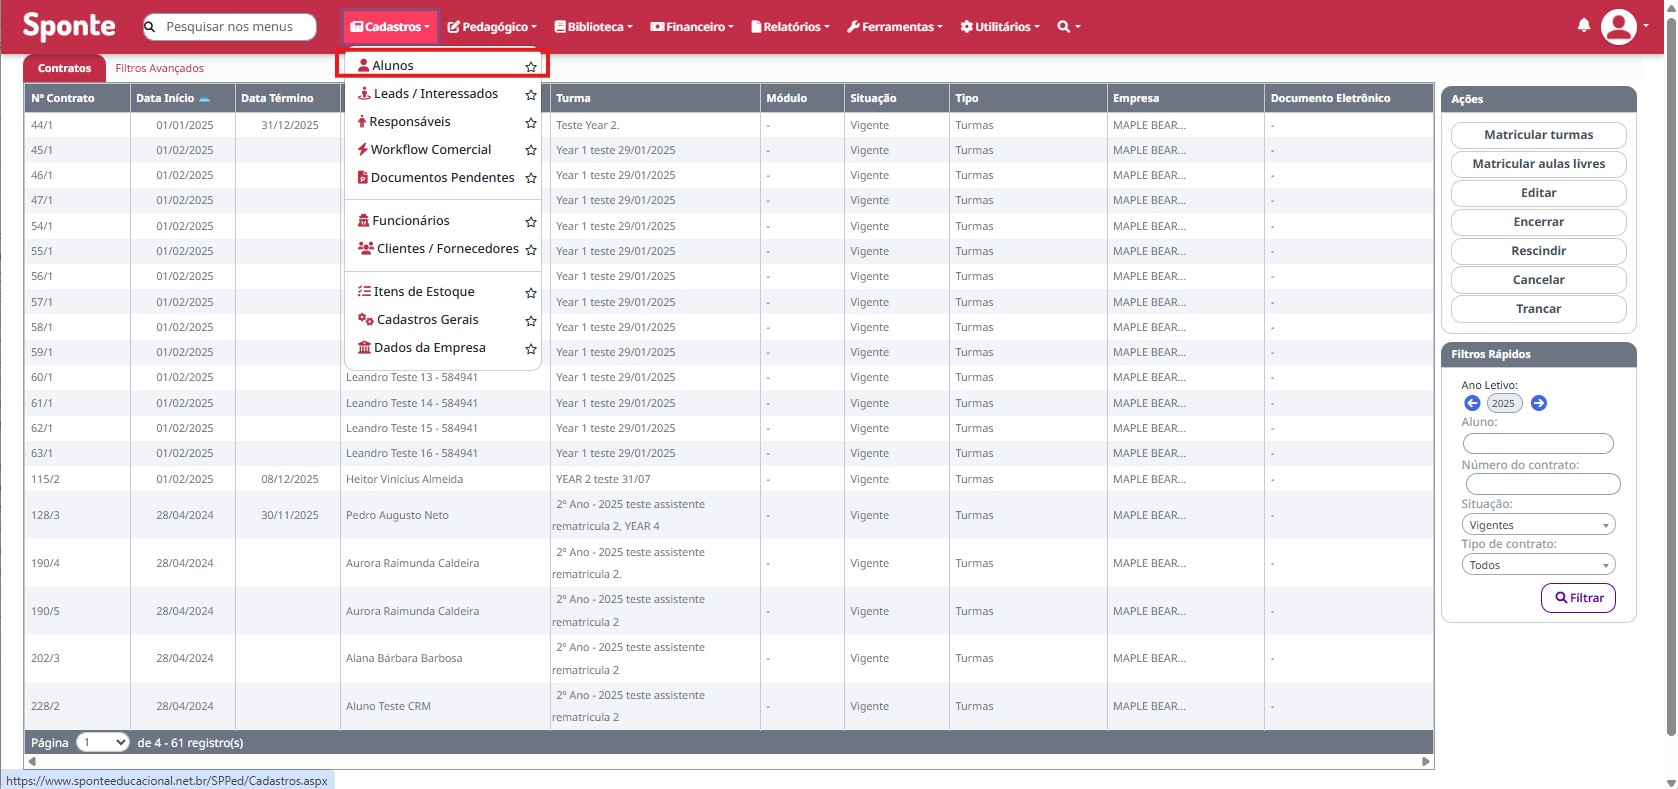 Sponte
Pesquisar nos menus
Cadastros
Pedagógico
Biblioteca
Financeiro
Relatórios
Ferramentas
Utilitários
Alunos
Leads / Interessados
Responsáveis
Workflow Comercial
Documentos Pendentes
Funcionários
Clientes / Fornecedores
Itens de Estoque
Cadastros Gerais
Dados da Empresa
Contratos
Filtros Avançados
Nº Contrato Data Início Data Término Turma Módulo Situação Tipo Empresa Documento Eletrônico
44/1 01/01/2025 31/12/2025 Teste Year 2. - Vigente Turmas MAPLE BEAR... -
45/1 01/02/2025 Year 1 teste 29/01/2025 - Vigente Turmas MAPLE BEAR... -
46/1 01/02/2025 Year 1 teste 29/01/2025 - Vigente Turmas MAPLE BEAR... -
47/1 01/02/2025 Year 1 teste 29/01/2025 - Vigente Turmas MAPLE BEAR... -
54/1 01/02/2025 Year 1 teste 29/01/2025 - Vigente Turmas MAPLE BEAR... -
55/1 01/02/2025 Year 1 teste 29/01/2025 - Vigente Turmas MAPLE BEAR... -
56/1 01/02/2025 Year 1 teste 29/01/2025 - Vigente Turmas MAPLE BEAR... -
57/1 01/02/2025 Year 1 teste 29/01/2025 - Vigente Turmas MAPLE BEAR... -
58/1 01/02/2025 Year 1 teste 29/01/2025 - Vigente Turmas MAPLE BEAR... -
59/1 01/02/2025 Year 1 teste 29/01/2025 - Vigente Turmas MAPLE BEAR... -
60/1 01/02/2025 Leandro Teste 13 - 584941 Year 1 teste 29/01/2025 - Vigente Turmas MAPLE BEAR... -
61/1 01/02/2025 Leandro Teste 14 - 584941 Year 1 teste 29/01/2025 - Vigente Turmas MAPLE BEAR... -
62/1 01/02/2025 Leandro Teste 15 - 584941 Year 1 teste 29/01/2025 - Vigente Turmas MAPLE BEAR... -
63/1 01/02/2025 Leandro Teste 16 - 584941 Year 1 teste 29/01/2025 - Vigente Turmas MAPLE BEAR... -
115/2 01/02/2025 08/12/2025 Heitor Vinicius Almeida YEAR 2 teste 31/07 - Vigente Turmas MAPLE BEAR... -
128/3 28/04/2024 30/11/2025 Pedro Augusto Neto 2º Ano - 2025 teste assistente - Vigente Turmas MAPLE BEAR... -
rematricula 2, YEAR 4
190/4 28/04/2024 Aurora Raimunda Caldeira 2º Ano - 2025 teste assistente - Vigente Turmas MAPLE BEAR... -
rematricula 2.
190/5 28/04/2024 Aurora Raimunda Caldeira 2º Ano - 2025 teste assistente - Vigente Turmas MAPLE BEAR... -
rematricula 2
202/3 28/04/2024 Alana Bárbara Barbosa 2º Ano - 2025 teste assistente - Vigente Turmas MAPLE BEAR... -
rematricula 2
228/2 28/04/2024 Aluno Teste CRM 2º Ano - 2025 teste assistente - Vigente Turmas MAPLE BEAR... -
rematricula 2
Página 1 de 4 - 61 registro(s)
Ações
Matricular turmas
Matricular aulas livres
Editar
Encerrar
Rescindir
Cancelar
Trancar
Filtros Rápidos
Ano Letivo:
2025
Aluno:
Número do contrato:
Situação:
Vigentes
Tipo de contrato:
Todos
Filtrar
https://www.sponteeducacional.net.br/SPPed/Cadastros.aspx